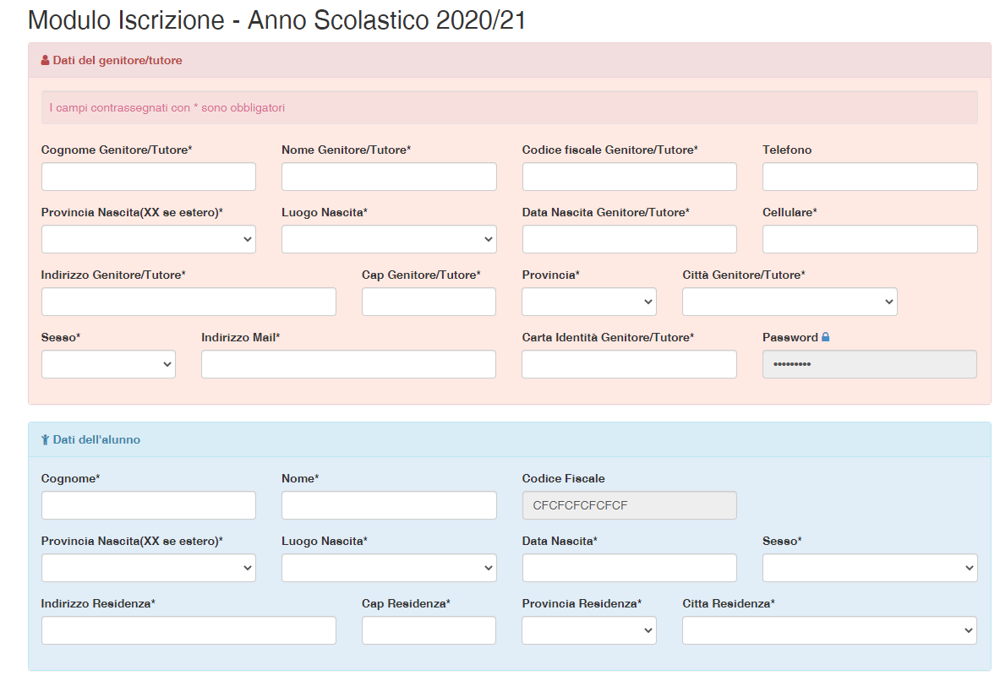 Modulo Iscrizione - Anno Scolastico 2020/21
Dati del genitore/tutore
I campi contrassegnati con * sono obbligatori
Cognome Genitore/Tutore* Nome Genitore/Tutore* Codice fiscale Genitore/Tutore* Telefono
Provincia Nascita(XX se estero)* Luogo Nascita* Data Nascita Genitore/Tutore* Cellulare*
Indirizzo Genitore/Tutore* Cap Genitore/Tutore* Provincia* Città Genitore/Tutore*
Sesso* Indirizzo Mail* Carta Identità Genitore/Tutore* Password
•••••••••
Dati dell'alunno
Cognome* Nome* Codice Fiscale
CFCFCFCFCFCF
Provincia Nascita(XX se estero)* Luogo Nascita* Data Nascita* Sesso*
Indirizzo Residenza* Cap Residenza* Provincia Residenza* Citta Residenza*